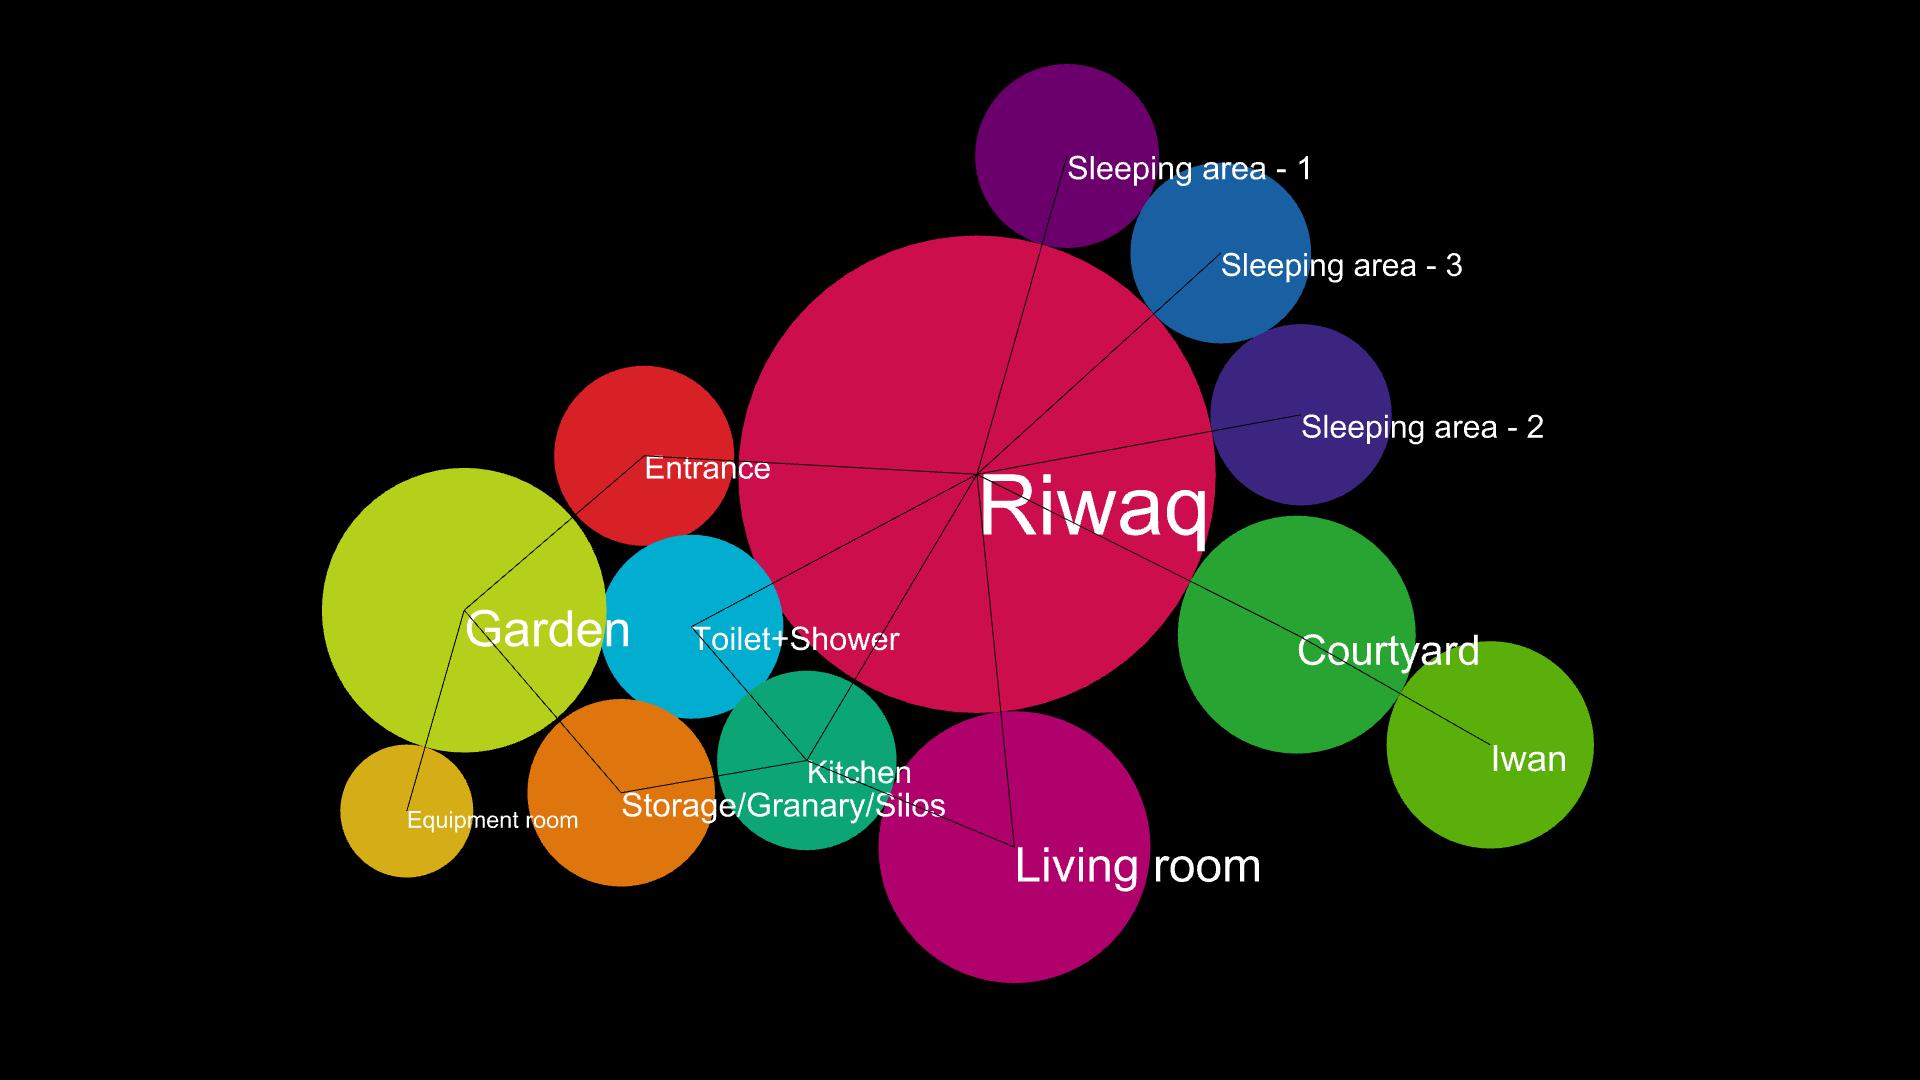 Sleeping area - 1
Sleeping area - 3
Sleeping area - 2
Entrance
Riwaq
Garden
Toilet+Shower
Courtyard
Iwan
Kitchen
Storage/Granary/Silos
Equipment room
Living room